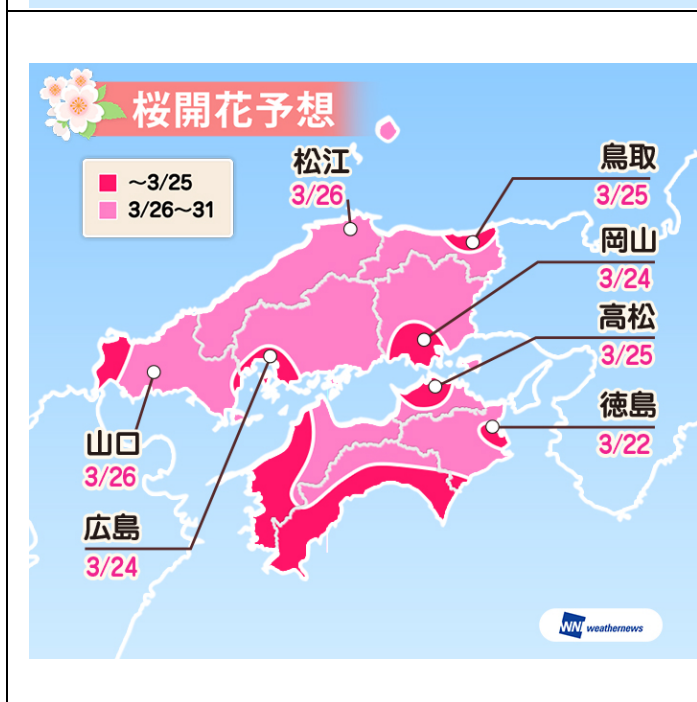 桜開花予想
～3/25
3/26～31
松江
3/26
鳥取
3/25
岡山
3/24
高松
3/25
徳島
3/22
山口
3/26
広島
3/24
WNI weathernews